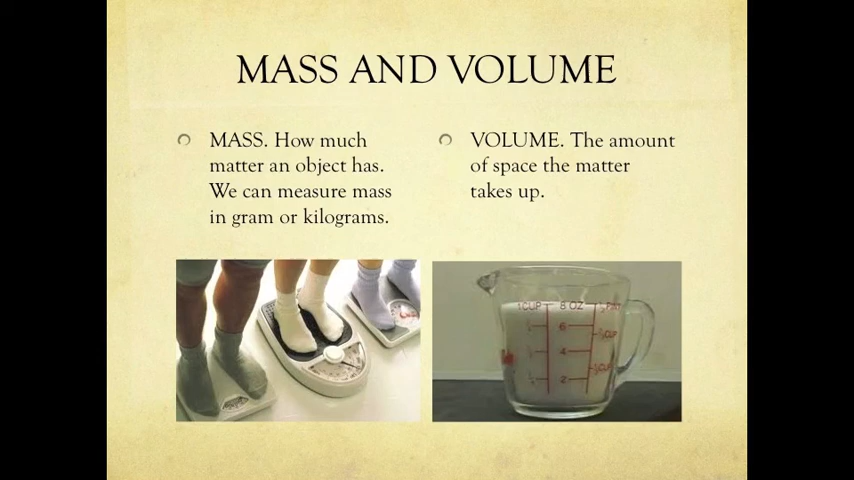 MASS AND VOLUME
MASS. How much
matter an object has.
We can measure mass
in gram or kilograms.
VOLUME. The amount
of space the matter
takes up.
1 CUP 8 OZ
6
4
2